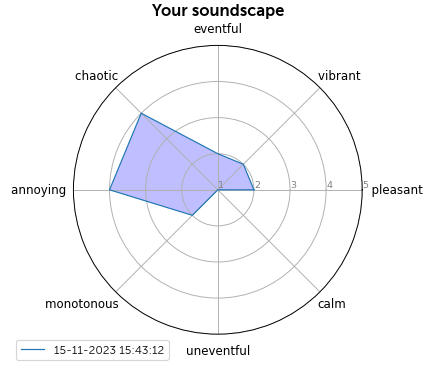 Your soundscape
eventful
chaotic
vibrant
annoying
1
2
3
4
5
pleasant
monotonous
calm
15-11-2023 15:43:12
uneventful